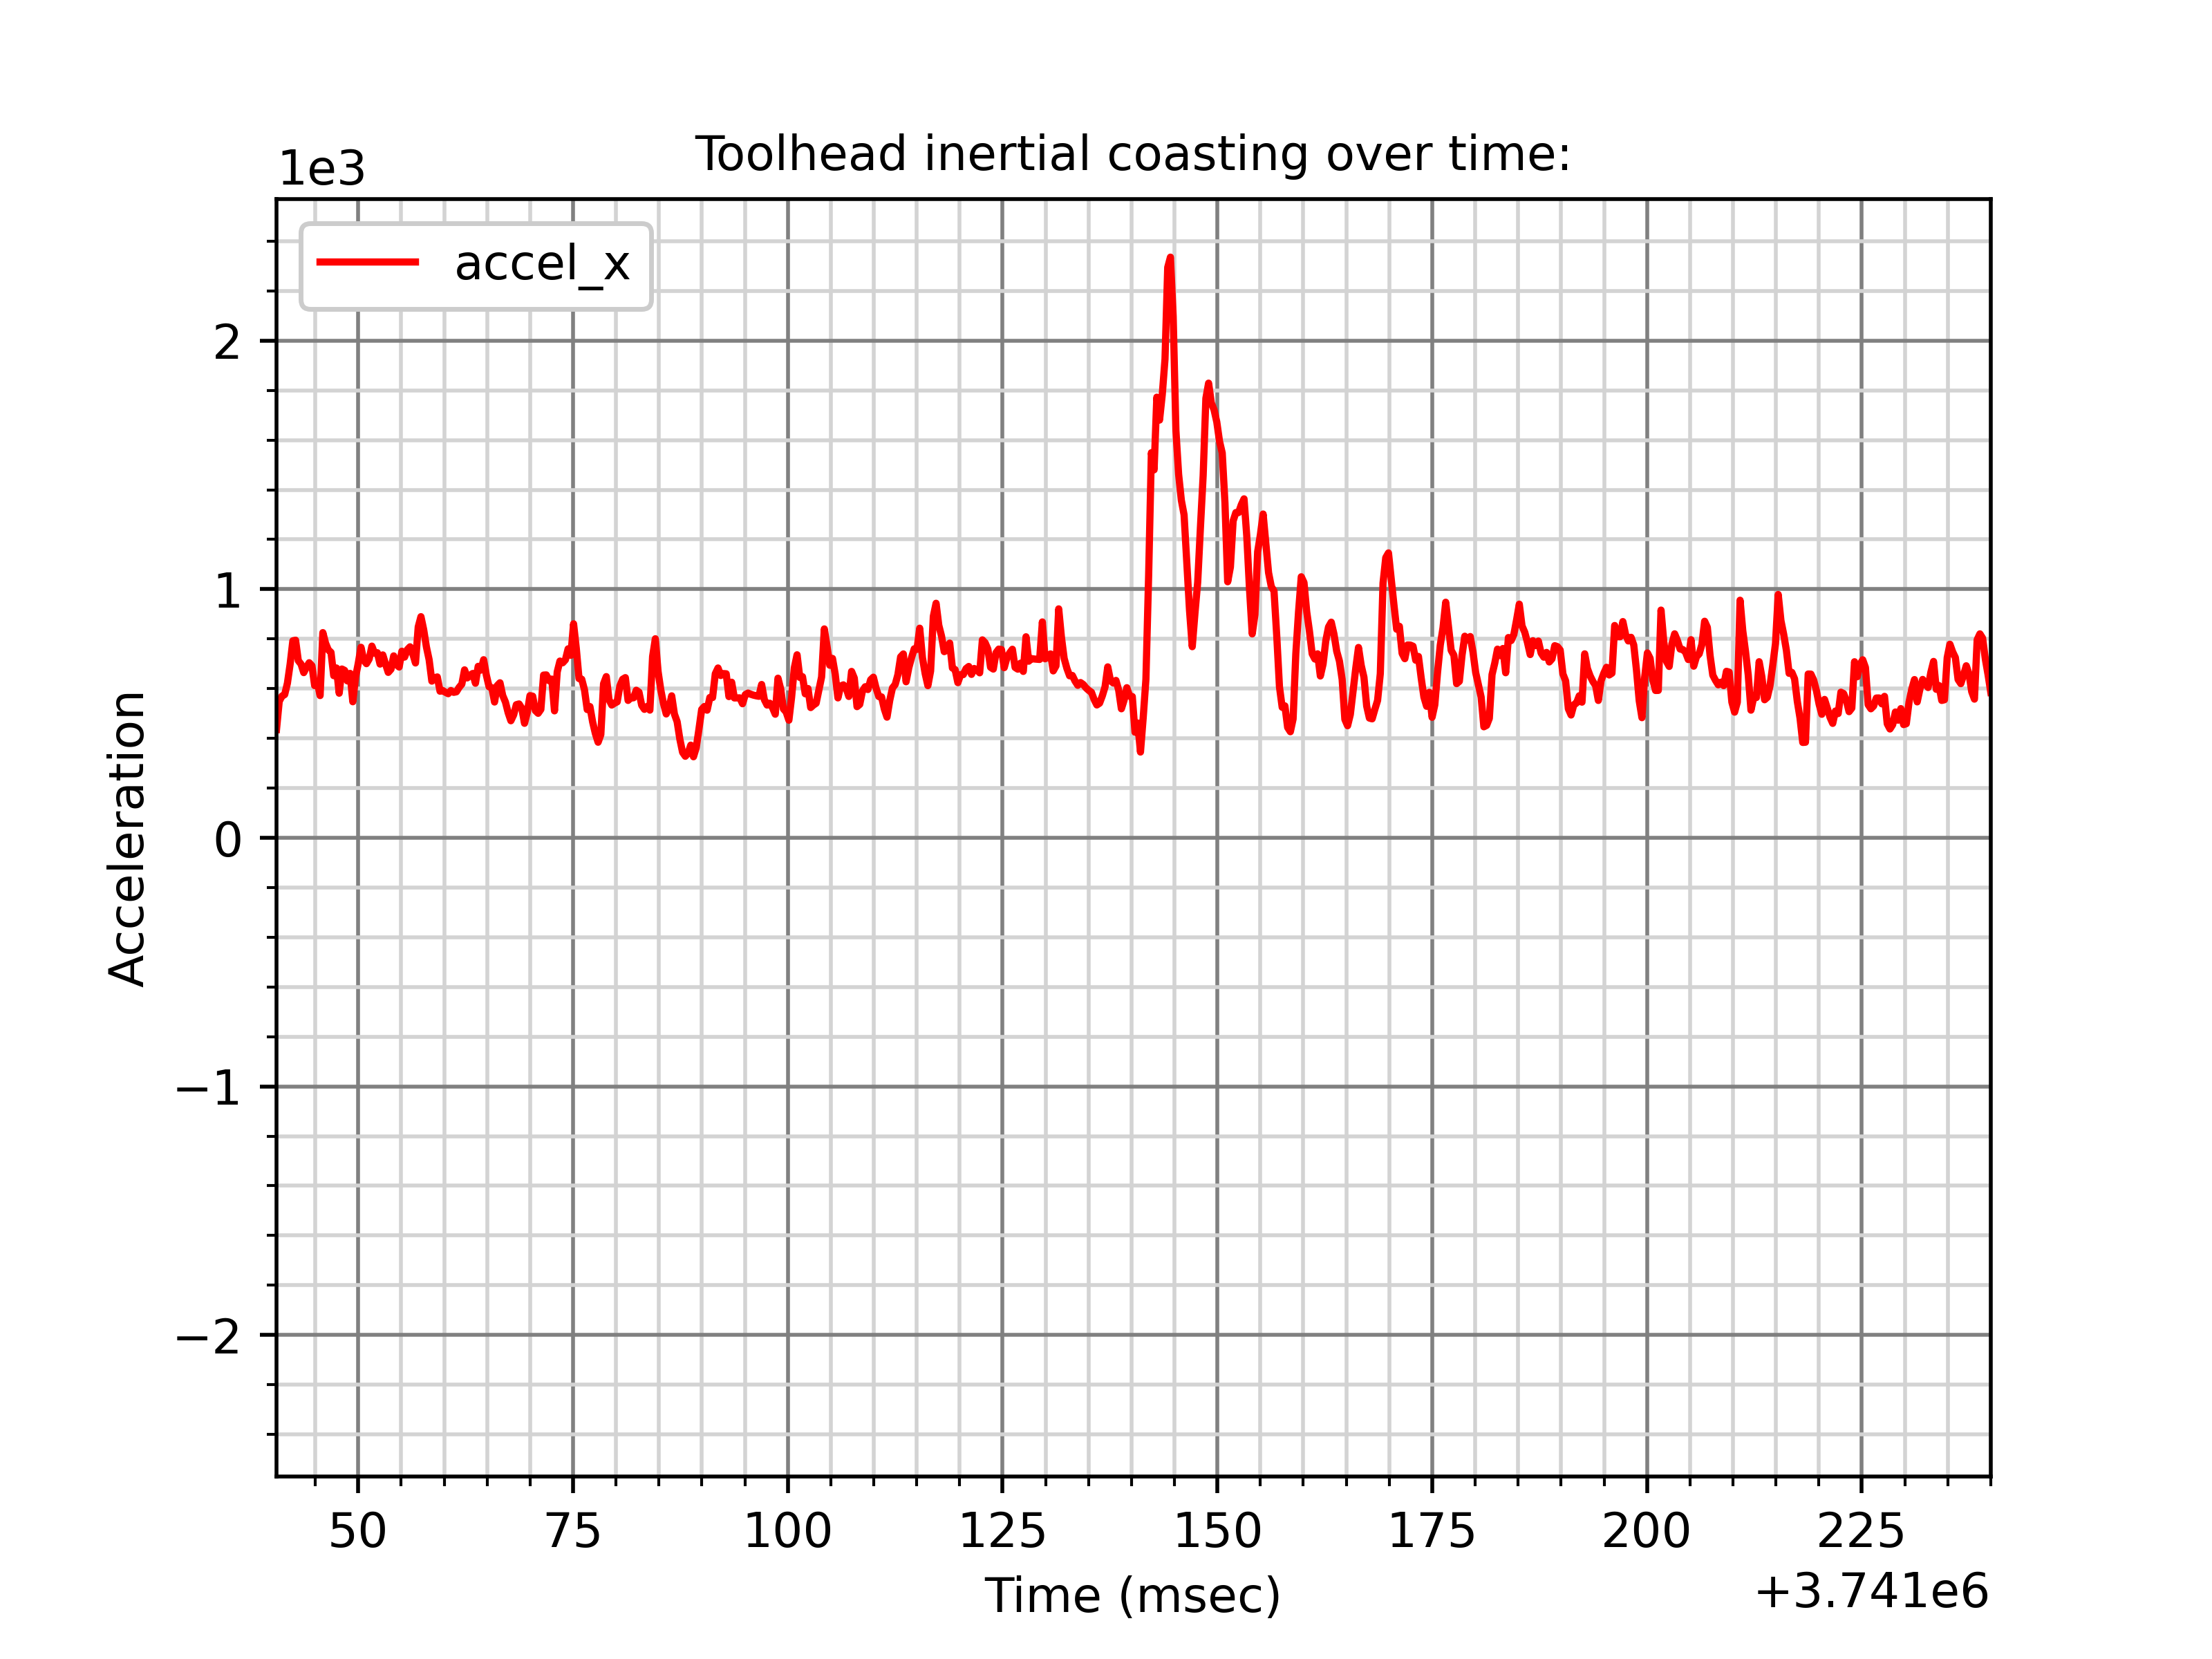 Toolhead inertial coasting over time:
1e3
accel_x
2
1
0
−1
−2
Acceleration
50 75 100 125 150 175 200 225
Time (msec)
+3.741e6